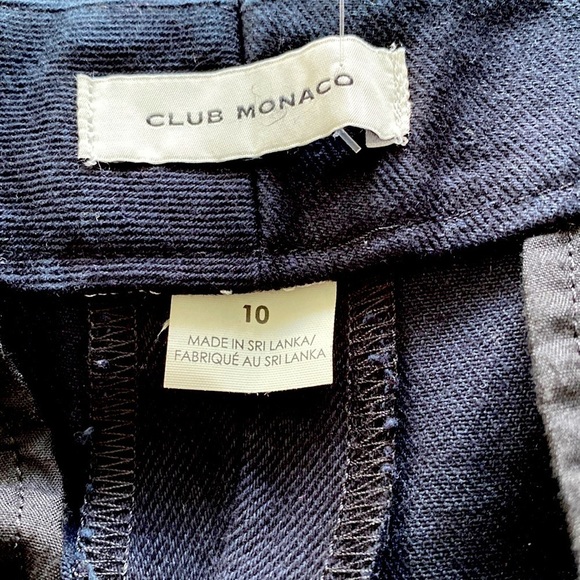 CLUB MONACO
10
MADE IN SRI LANKA/
FABRIQUÉ AU SRI LANKA